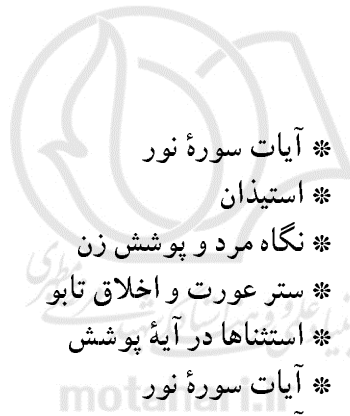 ❊ آیات سورهٔ نور
❊ استیذان
❊ نگاه مرد و پوشش زن
❊ ستر عورت و اخلاق تابو
❊ استثناها در آیهٔ پوشش
❊ آیات سورهٔ نور